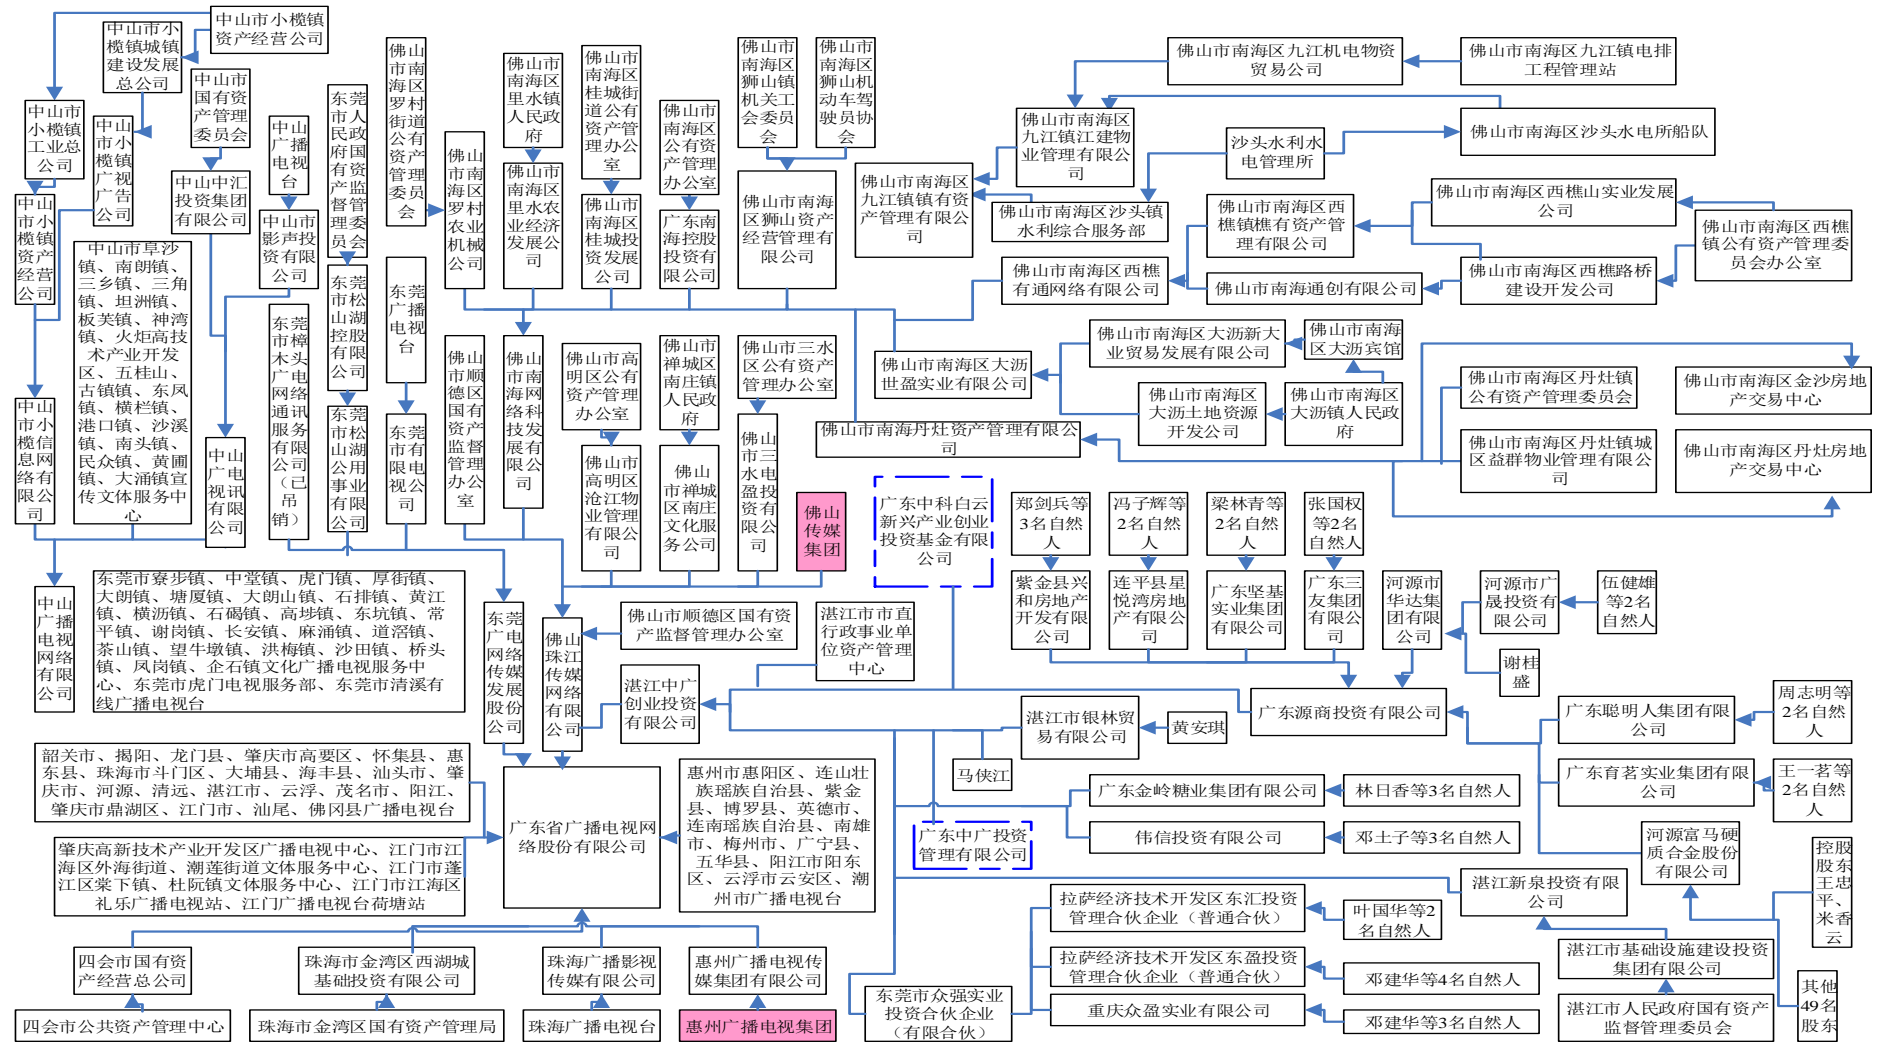 中山市小榄镇
资产经营公司
中山市小
榄镇城镇
建设发展
总公司
中山市
国有资
产管理
委员会
中山市
小榄镇
工业总
公司
中山
市小
榄镇
广视
广告
公司
中山广
播电视
台
中山中汇
投资集团
有限公司
中山市
影声投
资有限
公司
中山
市小
榄镇
资产
经营
公司
中山市阜沙
镇、南朗镇、
三乡镇、三角
镇、坦洲镇、
板芙镇、神湾
镇、火炬高技
术产业开发
区、五桂山、
古镇镇、东凤
镇、横栏镇、
港口镇、沙溪
镇、南头镇、
民众镇、黄圃
镇、大涌镇宣
传文体服务中
心
中山
市小
榄信
息网
络有
限公
司
中山
广电
视讯
有限
公司
中山
广播
电视
网络
有限
公司
东莞
市人
民政
府国
有资
产监
督管
理委
员会
东莞
市松
山湖
控股
有限
公司
东莞
市松
山湖
公用
事业
有限
公司
东莞
市樟
木头
广电
网络
通讯
服务
有限
公司
（已
吊
销）
东莞
广播
电视
台
东莞
市有
限电
视公
司
东莞市寮步镇、中堂镇、虎门镇、厚街镇、
大朗镇、塘厦镇、大朗山镇、石排镇、黄江
镇、横沥镇、石碣镇、高埗镇、东坑镇、常
平镇、谢岗镇、长安镇、麻涌镇、道滘镇、
茶山镇、望牛墩镇、洪梅镇、沙田镇、桥头
镇、凤岗镇、企石镇文化广播电视服务中
心、东莞市虎门电视服务部、东莞市清溪有
线广播电视台
东莞
广电
网络
传媒
发展
股份
公司
佛山
市南
海区
罗村
街道
公有
资产
管理
委员
会
佛山
市南
海区
罗村
农业
机械
公司
佛山市
南海区
里水镇
人民政
府
佛山市
南海区
里水农
业经济
发展公
司
佛山市
南海区
桂城街
道公有
资产管
理办公
室
佛山市
南海区
桂城投
资发展
公司
佛山市
南海区
公有资
产管理
办公室
广东南
海控股
投资有
限公司
佛山市
南海区
狮山镇
机关工
会委员
会
佛山市
南海区
狮山机
动车驾
驶员协
会
佛山市南海
区狮山资产
经营管理有
限公司
佛山市南海区九江机电物资
贸易公司
佛山市南海区九江镇电排
工程管理站
佛山市南海区
九江镇江建物
业管理有限公
司
沙头水利水
电管理所
佛山市南海区沙头水电所船队
佛山市南海区
九江镇镇有资
产管理有限公
司
佛山市南海区沙头镇
水利综合服务部
佛山市南海区西
樵镇樵有资产管
理有限公司
佛山市南海区西樵山实业发展
公司
佛山市南海区西樵
镇公有资产管理委
员会办公室
佛山市南海区西樵
有通网络有限公司
佛山市南海通创有限公司
佛山市南海区西樵路桥
建设开发公司
佛山市南海区大沥
世盈实业有限公司
佛山市南海区大沥新大
业贸易发展有限公司
佛山市南海
区大沥宾馆
佛山市南海区
大沥土地资源
开发公司
佛山市南海区
大沥镇人民政
府
佛山市南海丹灶资产管理有限公
司
佛山市南海区丹灶镇
公有资产管理委员会
佛山市南海区丹灶镇城
区益群物业管理有限公
司
佛山市南海区金沙房地
产交易中心
佛山市南海区丹灶房地
产交易中心
佛山
市顺
德区
国有
资产
监督
管理
办公
室
佛山
市南
海网
络科
技发
展有
限公
司
佛山市高
明区公有
资产管理
办公室
佛山市
高明区
沧江物
业管理
有限公
司
佛山市
禅城区
南庄镇
人民政
府
佛山
市禅城
区南庄
文化服
务公司
佛山市三水
区公有资产
管理办公室
佛山
市三
水电
盈投
资有
限公
司
佛山
传媒
集团
佛山
珠江
传媒
网络
有限
公司
佛山市顺德区国有资
产监督管理办公室
广东中科白云
新兴产业创业
投资基金有限
公司
郑剑兵等
3名自然
人
冯子辉等
2名自然
人
梁林青等
2名自然
人
张国权
等2名
自然人
紫金县兴
和房地产
开发有限
公司
连平县星
悦湾房地
产有限公
司
广东坚基
实业集团
有限公司
广东三
友集团
有限公
司
河源市
华达集
团有限
公司
河源市广
晟投资有
限公司
伍健雄
等2名
自然人
谢桂
盛
湛江市市直
行政事业单
位资产管理
中心
湛江中广
创业投资
有限公司
湛江市银林贸
易有限公司
黄安琪
马侠江
广东源商投资有限公司
广东聪明人集团有限
公司
周志明等
2名自然
人
广东育茗实业集团有限
公司
王一茗等
2名自然
人
广东金岭糖业集团有限公司
林日香等3名自然人
伟信投资有限公司
邓土子等3名自然人
广东中广投资
管理有限公司
河源富马硬
质合金股份
有限公司
控股
股东
王忠
平、
米香
云
其他
49名
股东
湛江新泉投资有限
公司
湛江市基础设施建设投资
集团有限公司
湛江市人民政府国有资产
监督管理委员会
韶关市、揭阳、龙门县、肇庆市高要区、怀集县、惠
东县、珠海市斗门区、大埔县、海丰县、汕头市、肇
庆市、河源、清远、湛江市、云浮、茂名市、阳江、
肇庆市鼎湖区、江门市、汕尾、佛冈县广播电视台
肇庆高新技术产业开发区广播电视中心、江门市江
海区外海街道、潮莲街道文体服务中心、江门市蓬
江区棠下镇、杜阮镇文体服务中心、江门市江海区
礼乐广播电视站、江门广播电视台荷塘站
广东省广播电视网
络股份有限公司
惠州市惠阳区、连山壮
族瑶族自治县、紫金
县、博罗县、英德市、
连南瑶族自治县、南雄
市、梅州市、广宁县、
五华县、阳江市阳东
区、云浮市云安区、潮
州市广播电视台
四会市国有资
产经营总公司
四会市公共资产管理中心
珠海市金湾区西湖城
基础投资有限公司
珠海市金湾区国有资产管理局
珠海广播影视
传媒有限公司
珠海广播电视台
惠州广播电视传
媒集团有限公司
惠州广播电视集团
东莞市众强实业
投资合伙企业
（有限合伙）
拉萨经济技术开发区东汇投资
管理合伙企业（普通合伙）
叶国华等2
名自然人
拉萨经济技术开发区东盈投资
管理合伙企业（普通合伙）
邓建华等4名自然人
重庆众盈实业有限公司
邓建华等3名自然人